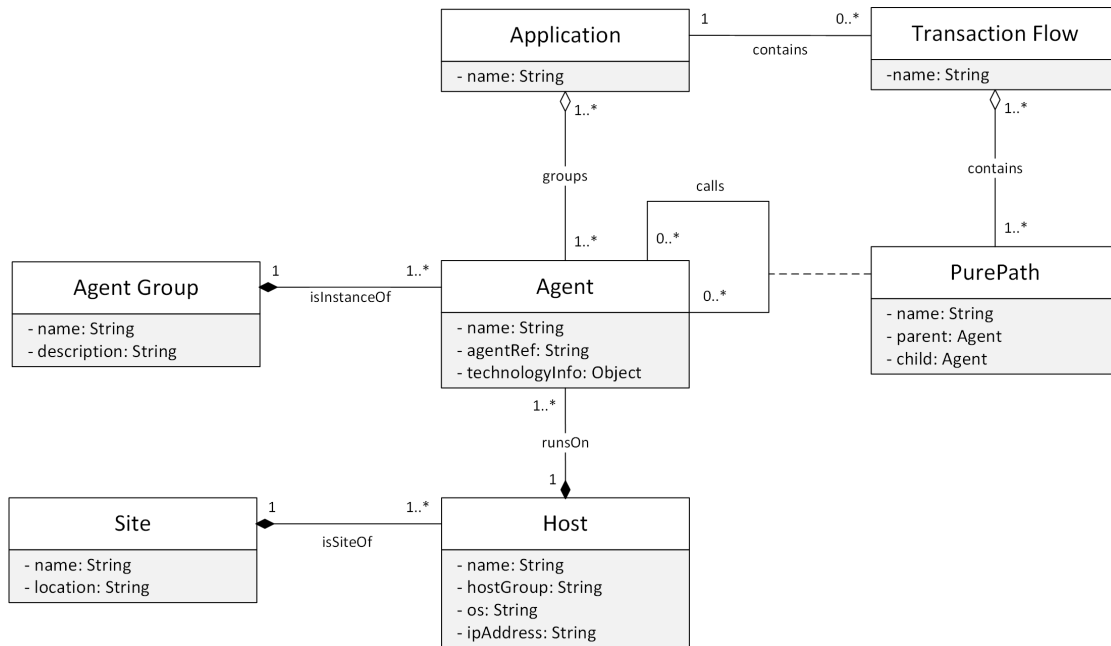 Application
- name: String
1
0..*
contains
Transaction Flow
-name: String
1..*
groups
1..*
1..*
contains
1..*
calls
0..*
0..*
Agent Group
- name: String
- description: String
1
1..*
isInstanceOf
Agent
- name: String
- agentRef: String
- technologyInfo: Object
PurePath
- name: String
- parent: Agent
- child: Agent
1..*
runsOn
1
Site
- name: String
- location: String
1
1..*
isSiteOf
Host
- name: String
- hostGroup: String
- os: String
- ipAddress: String